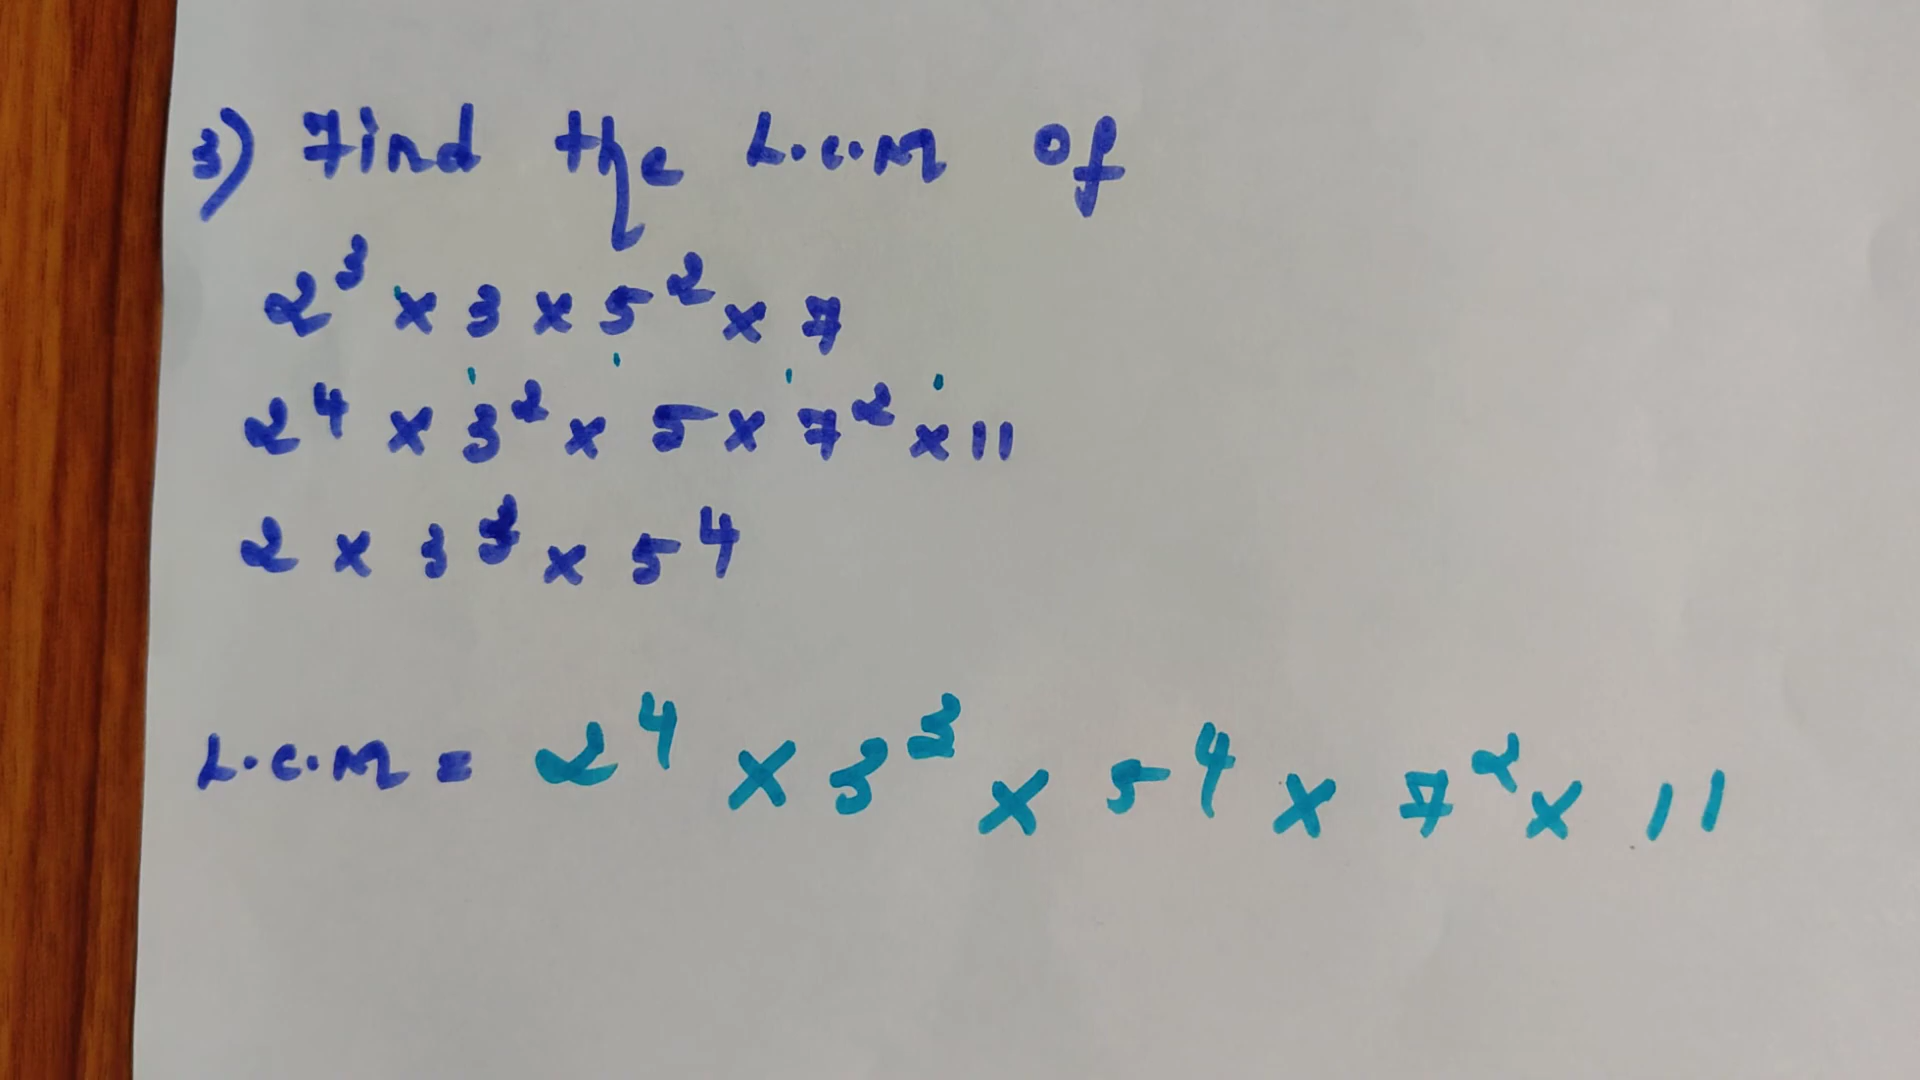 3) Find the L.C.M of
2³ × 3 × 5² × 7
2⁴ × 3² × 5 × 7² × 11
2 × 3³ × 5⁴
L.C.M = 2⁴ × 3³ × 5⁴ × 7² × 11